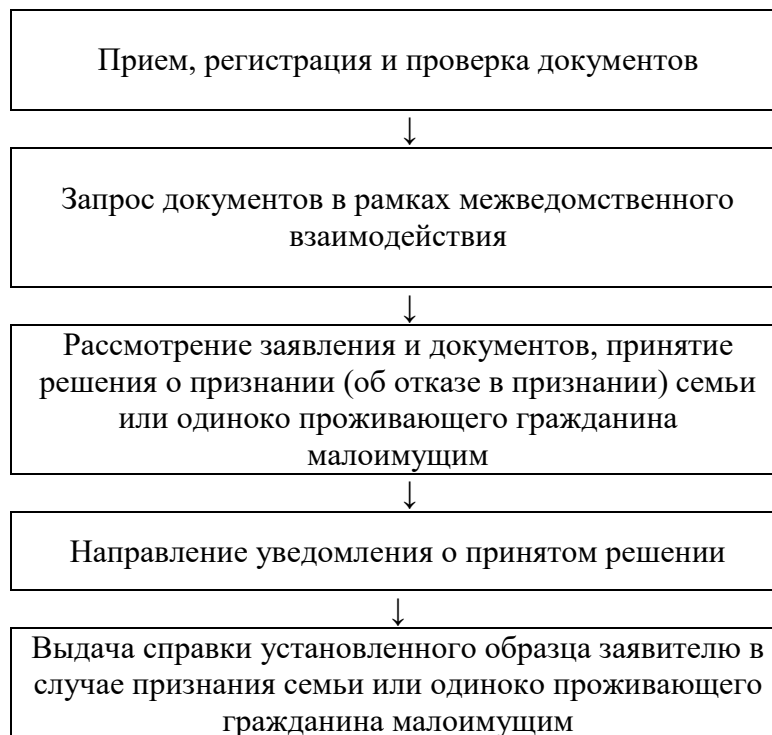 Прием, регистрация и проверка документов
↓
Запрос документов в рамках межведомственного
взаимодействия
↓
Рассмотрение заявления и документов, принятие
решения о признании (об отказе в признании) семьи
или одиноко проживающего гражданина
малоимущим
↓
Направление уведомления о принятом решении
↓
Выдача справки установленного образца заявителю в
случае признания семьи или одиноко проживающего
гражданина малоимущим